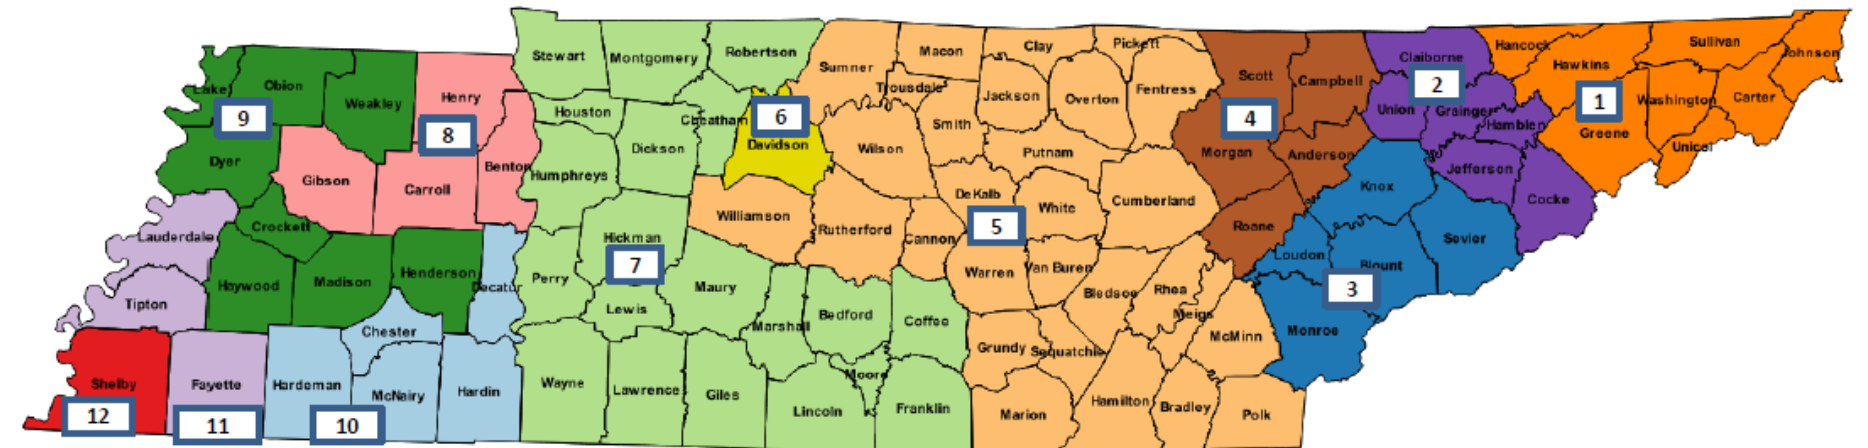 Stewart
Montgomery
Robertson
Sumner
Macon
Clay
Pickett
Scott
Campbell
Claiborne
Hancock
Hawkins
Sullivan
Johnson
Lake
Obion
Weakley
Henry
Houston
Cheatham
Davidson
Trousdale
Smith
Jackson
Overton
Fentress
Union
Grainger
Hamblen
Greene
Washington
Carter
Unicoi
9
8
6
4
2
1
Dyer
Gibson
Carroll
Benton
Humphreys
Dickson
Wilson
Putnam
Morgan
Anderson
Jefferson
Cocke
Knox
Lauderdale
Crockett
Hickman
Williamson
Rutherford
Cannon
DeKalb
White
Cumberland
Roane
Loudon
Blount
Sevier
7
5
3
Tipton
Haywood
Madison
Henderson
Decatur
Perry
Lewis
Maury
Marshall
Bedford
Coffee
Warren
Van Buren
Bledsoe
Rhea
Meigs
McMinn
Monroe
Shelby
Fayette
Hardeman
Chester
McNairy
Hardin
Wayne
Lawrence
Giles
Lincoln
Moore
Franklin
Grundy
Sequatchie
Marion
Hamilton
Bradley
Polk
12
11
10